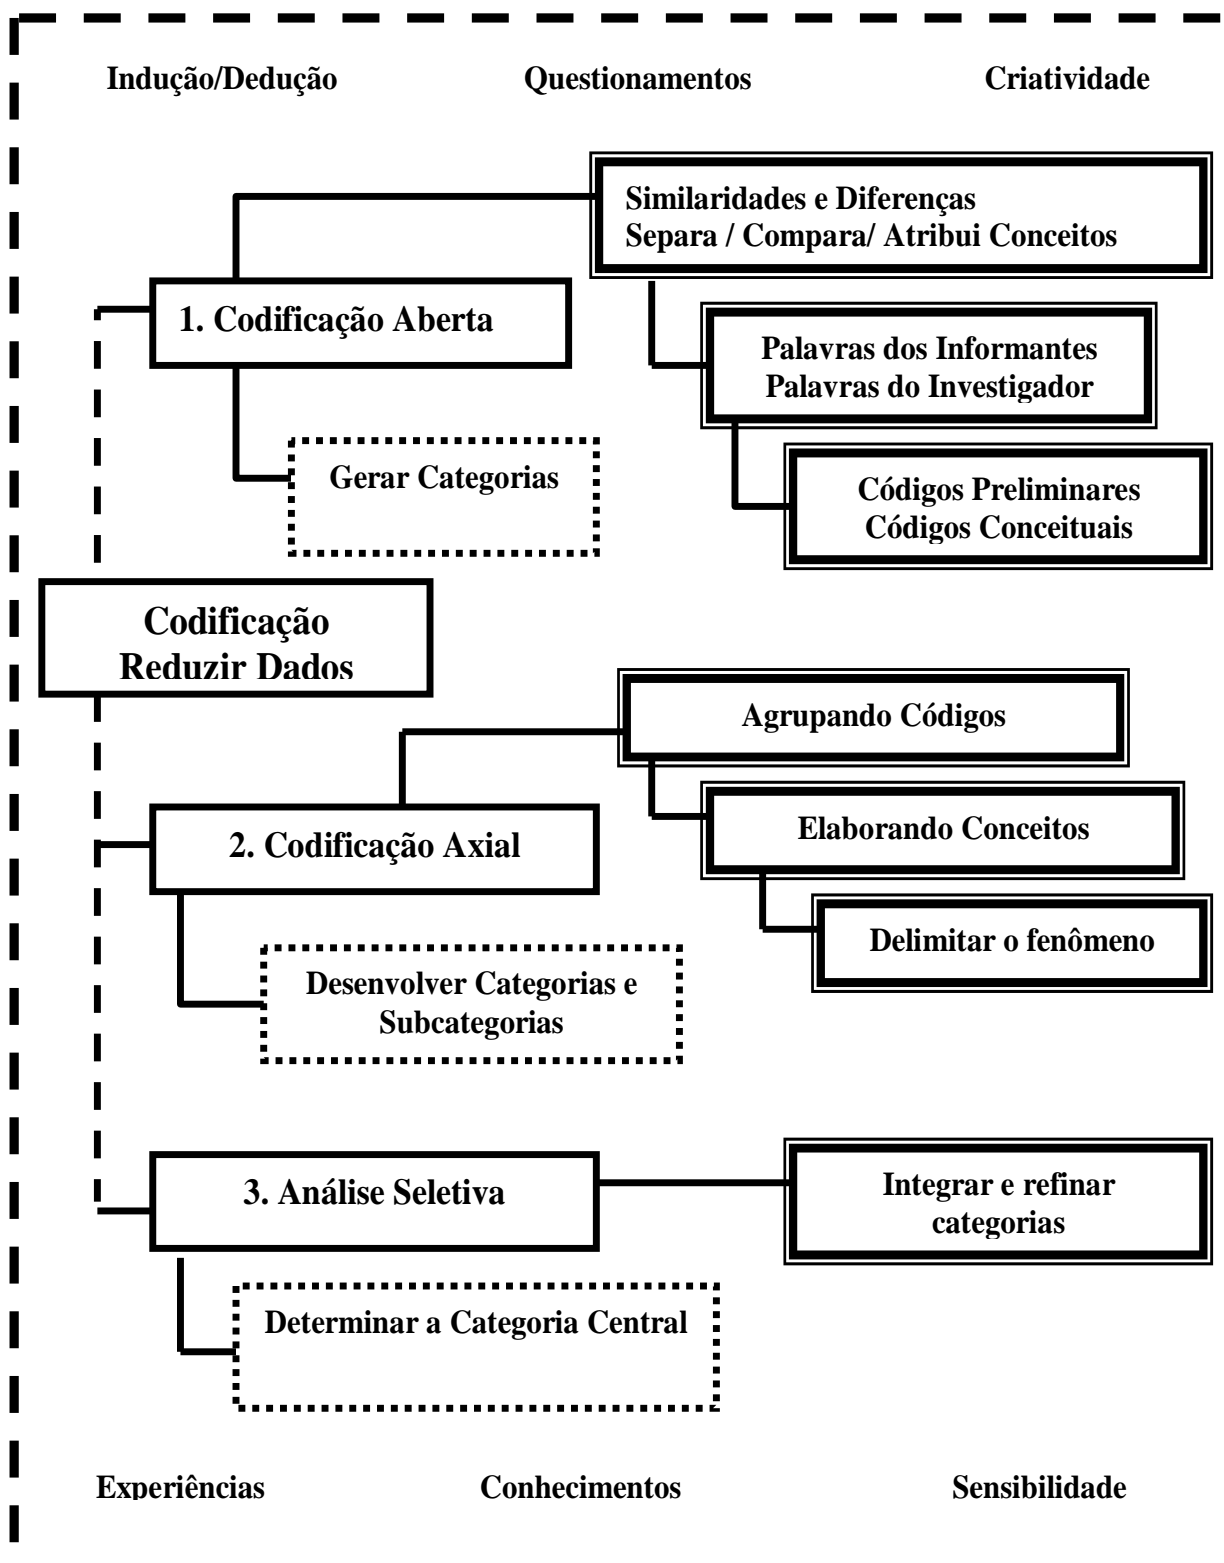 Indução/Dedução
Questionamentos
Criatividade
Similaridades e Diferenças
Separa / Compara/ Atribui Conceitos
1. Codificação Aberta
Palavras dos Informantes
Palavras do Investigador
Gerar Categorias
Códigos Preliminares
Códigos Conceituais
Codificação
Reduzir Dados
Agrupando Códigos
2. Codificação Axial
Elaborando Conceitos
Delimitar o fenômeno
Desenvolver Categorias e
Subcategorias
3. Análise Seletiva
Integrar e refinar
categorias
Determinar a Categoria Central
Experiências
Conhecimentos
Sensibilidade